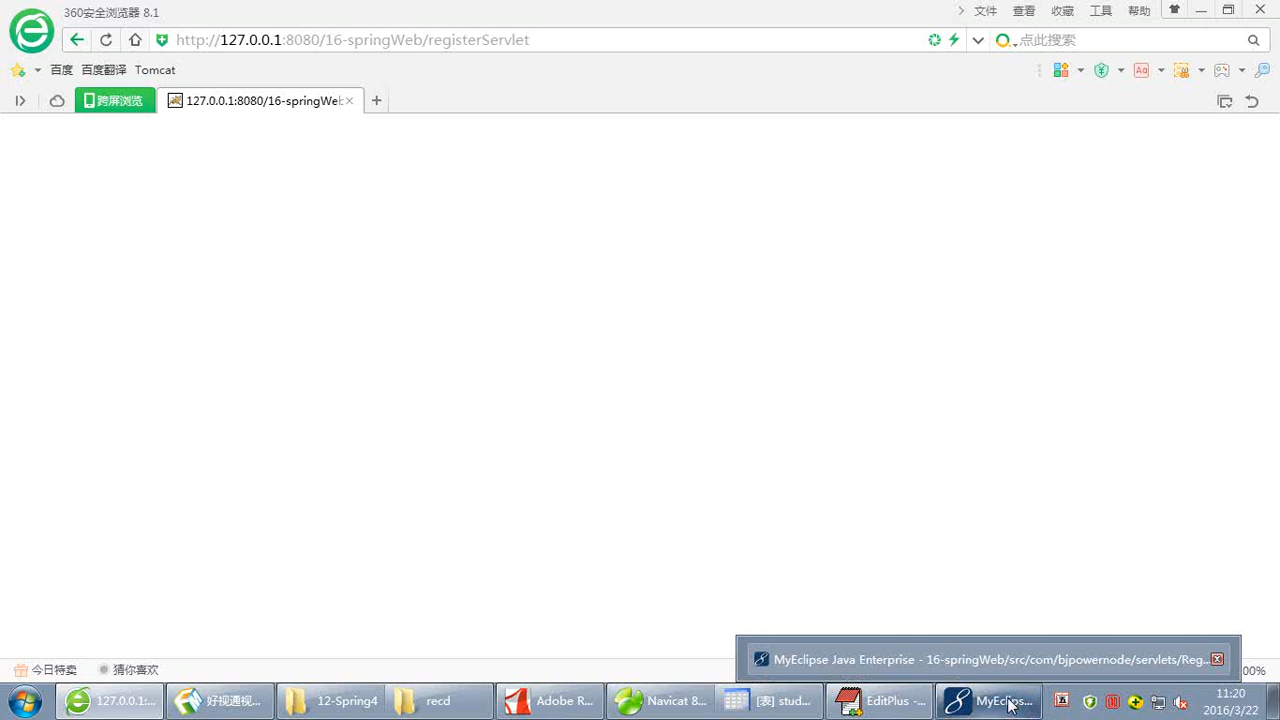 360安全浏览器 8.1
文件 查看 收藏 工具 帮助
http://127.0.0.1:8080/16-springWeb/registerServlet
点此搜索
百度 百度翻译 Tomcat
跨屏浏览 127.0.0.1:8080/16-springWeb
今日特卖 猜你喜欢
MyEclipse Java Enterprise - 16-springWeb/src/com/bjpowernode/servlets/Reg...
00%
127.0.0.1:... 好视通视... 12-Spring4 recd Adobe R... Navicat 8... [表] stud... EditPlus -... MyEclips...
11:20
2016/3/22